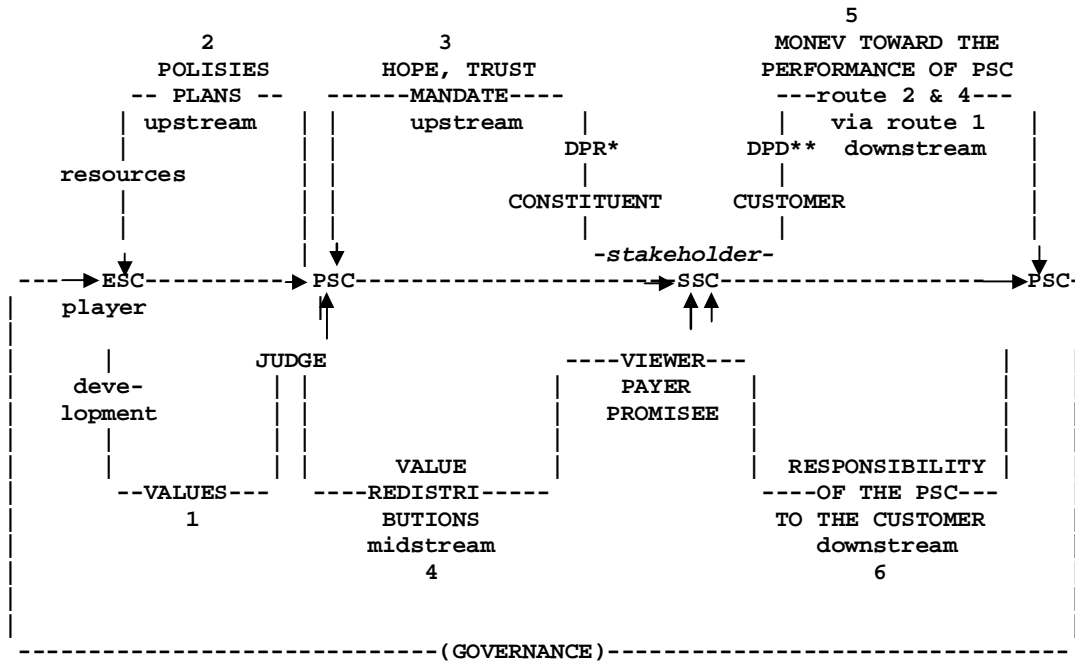 5
2 3 MONEV TOWARD THE
POLISIES HOPE, TRUST PERFORMANCE OF PSC
-- PLANS -- ------MANDATE---- ---route 2 & 4---
upstream upstream via route 1
DPR* DPD** downstream
resources
CONSTITUENT CUSTOMER
-stakeholder-
ESC PSC SSC PSC
player
JUDGE ----VIEWER---
deve- PAYER
lopment PROMISEE
VALUE RESPONSIBILITY
--VALUES--- ----REDISTRI----- ----OF THE PSC---
1 BUTIONS TO THE CUSTOMER
midstream downstream
4 6
(GOVERNANCE)